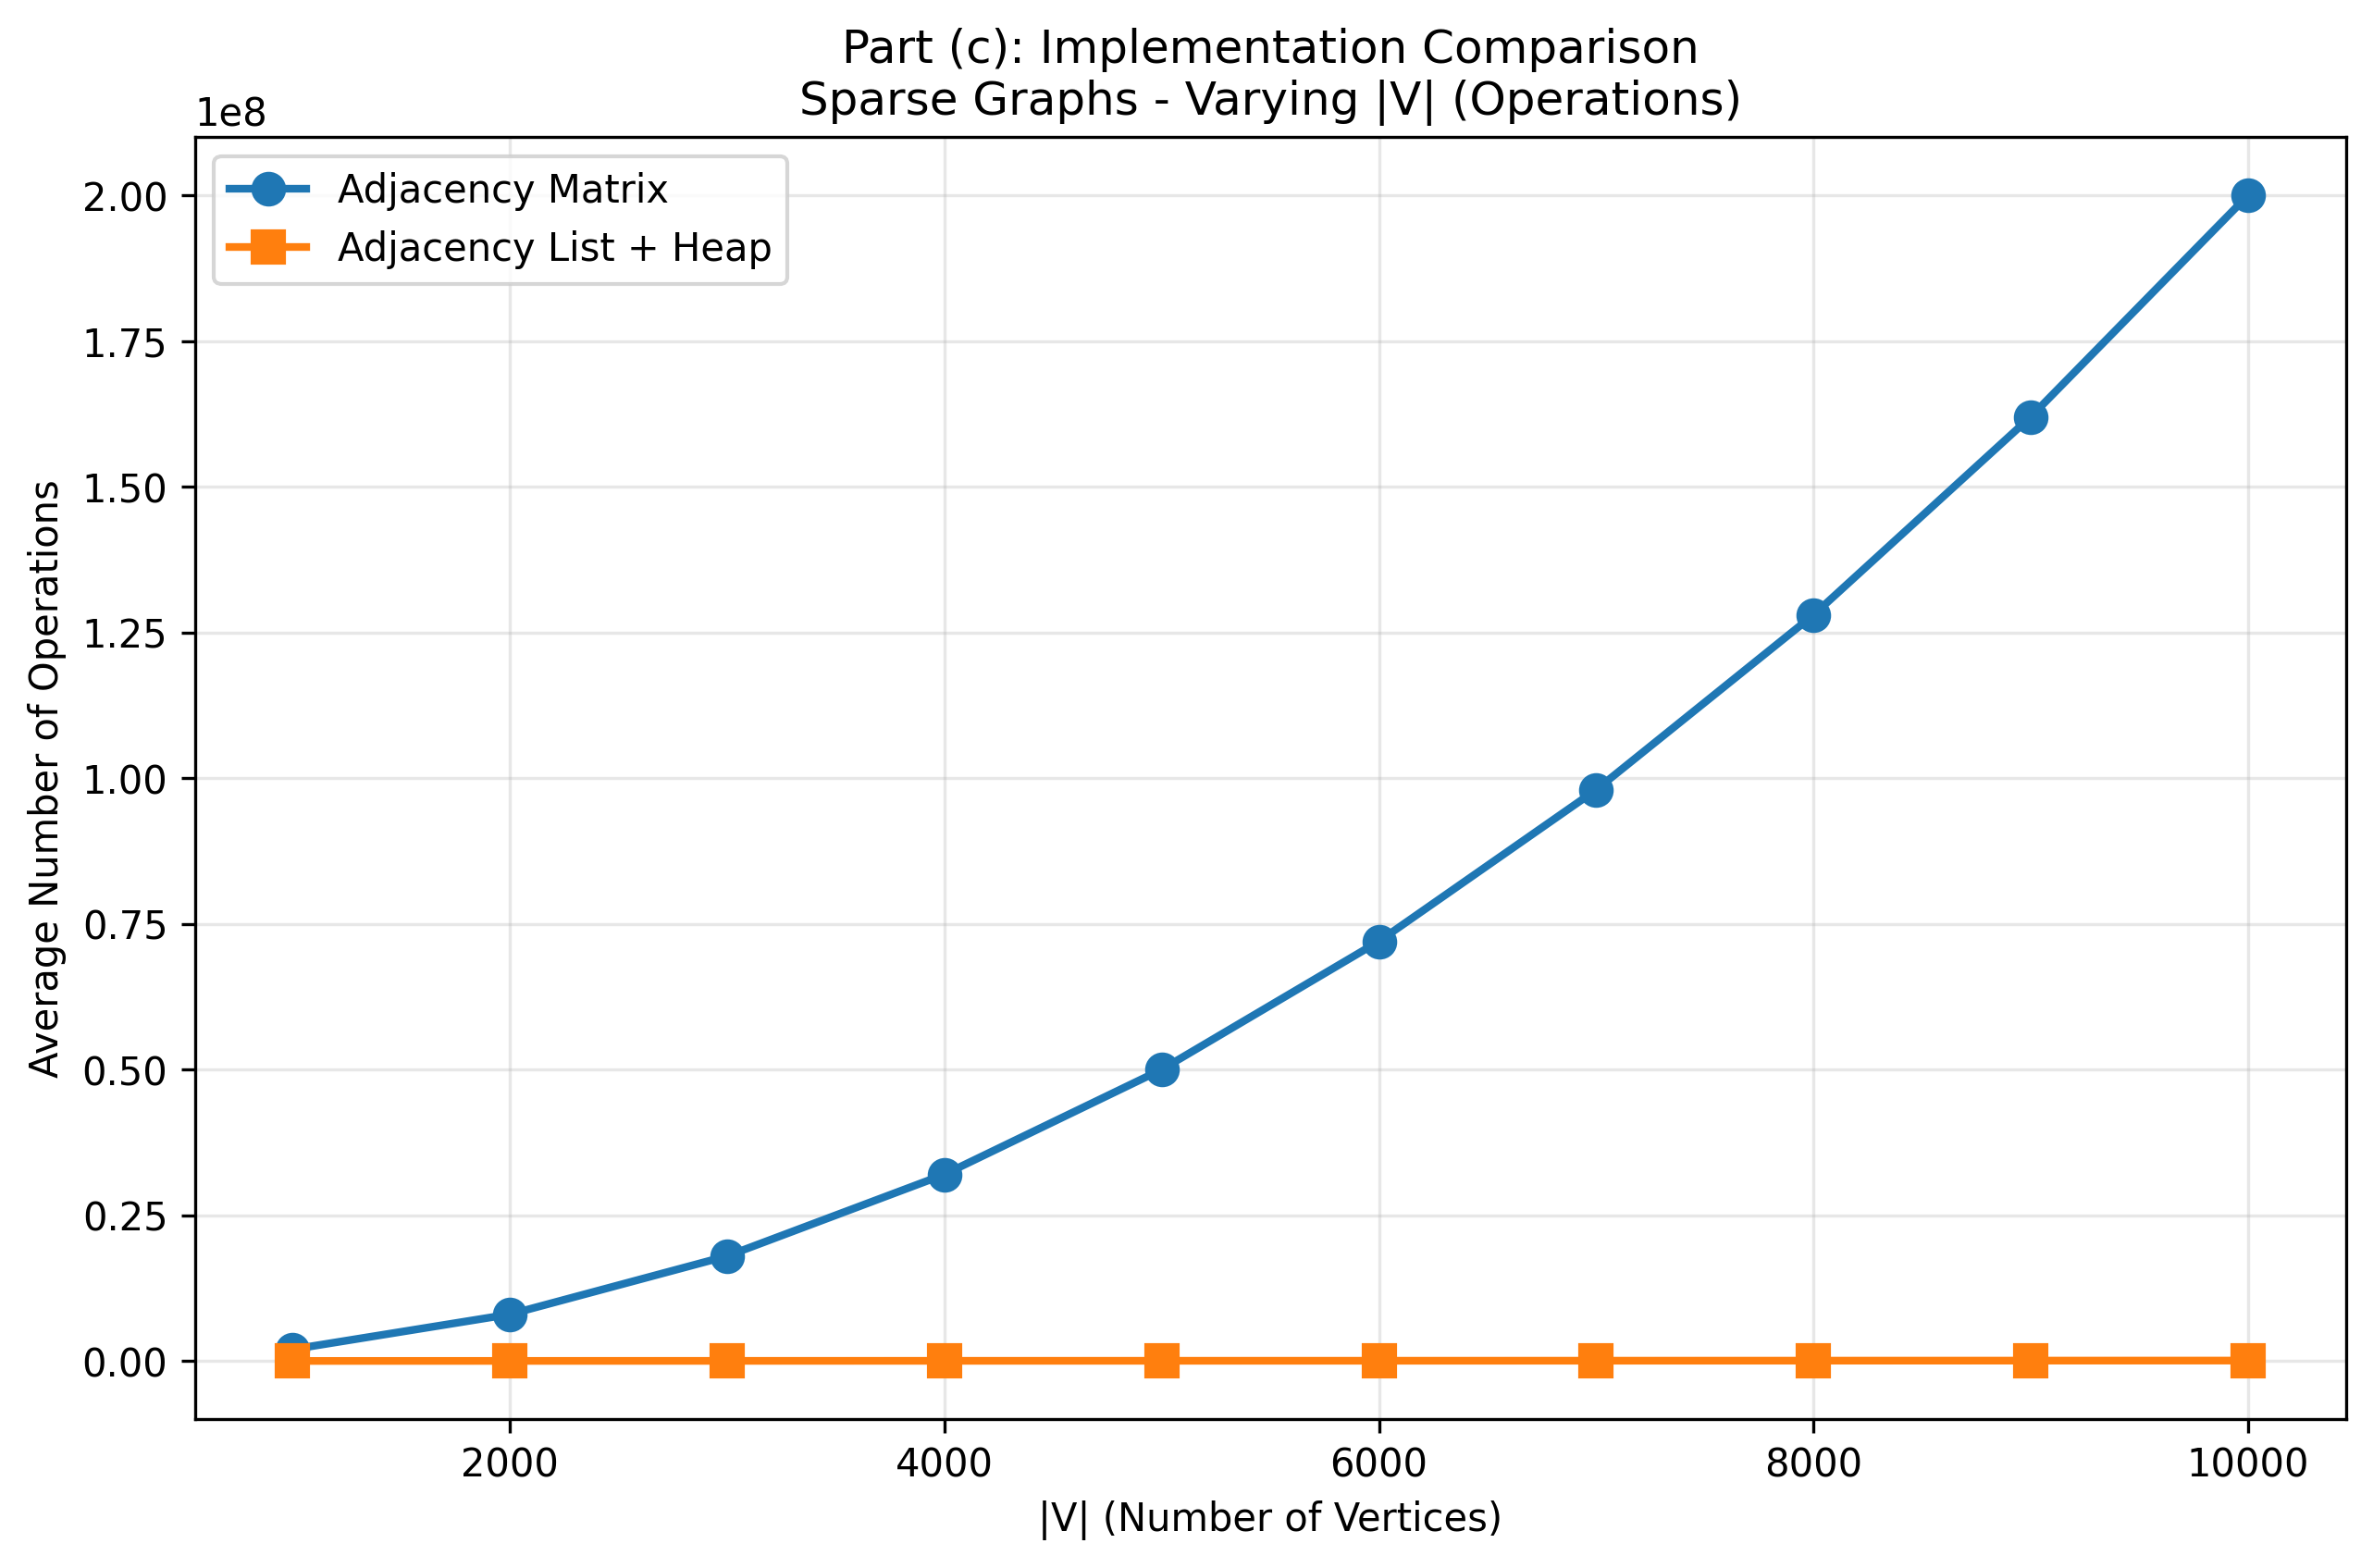 Part (c): Implementation Comparison
Sparse Graphs - Varying |V| (Operations)
1e8
Adjacency Matrix
Adjacency List + Heap
2.00
1.75
1.50
1.25
1.00
0.75
0.50
0.25
0.00
Average Number of Operations
2000
4000
6000
8000
10000
|V| (Number of Vertices)